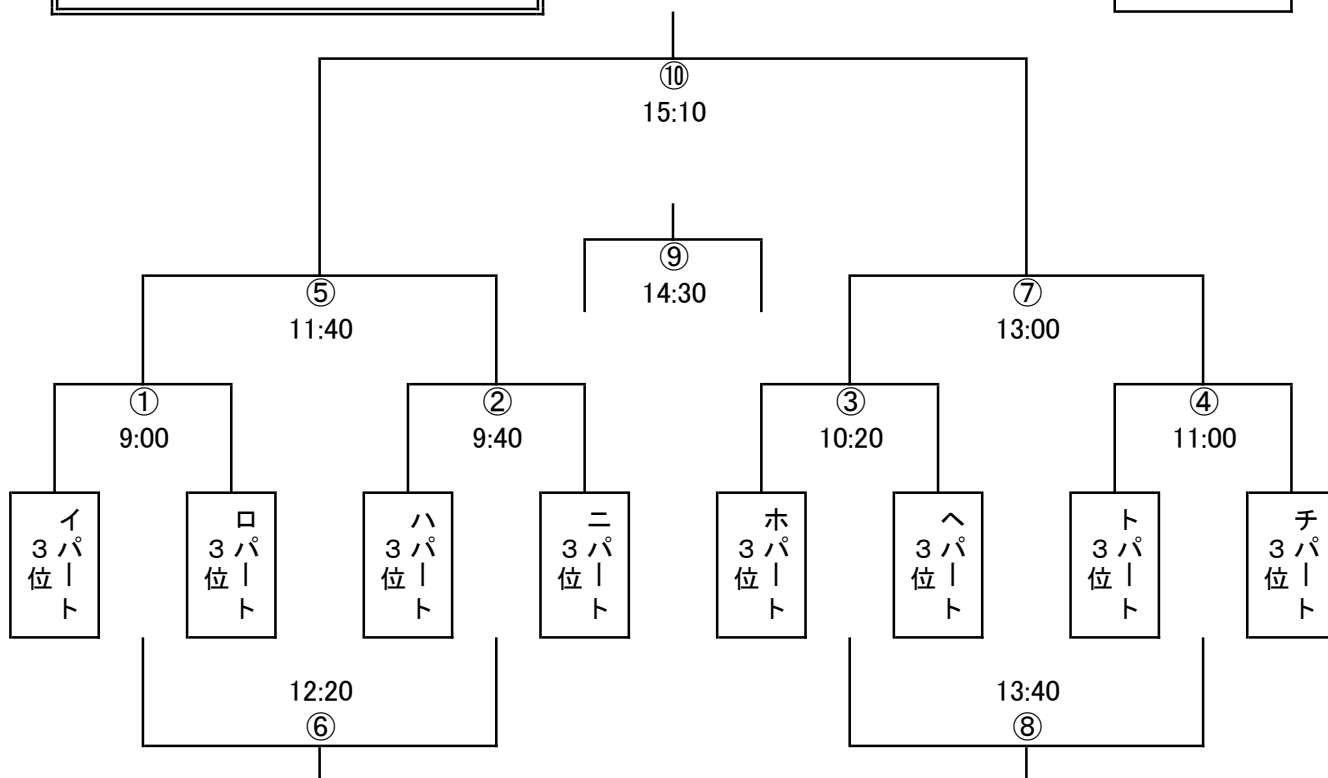 ⑩
15:10
⑨
14:30
⑤
11:40
⑦
13:00
①
9:00
②
9:40
③
10:20
④
11:00
イパート
3位
ロパート
3位
ハパート
3位
ニパート
3位
ホパート
3位
ヘパート
3位
トパート
3位
チパート
3位
12:20
⑥
13:40
⑧